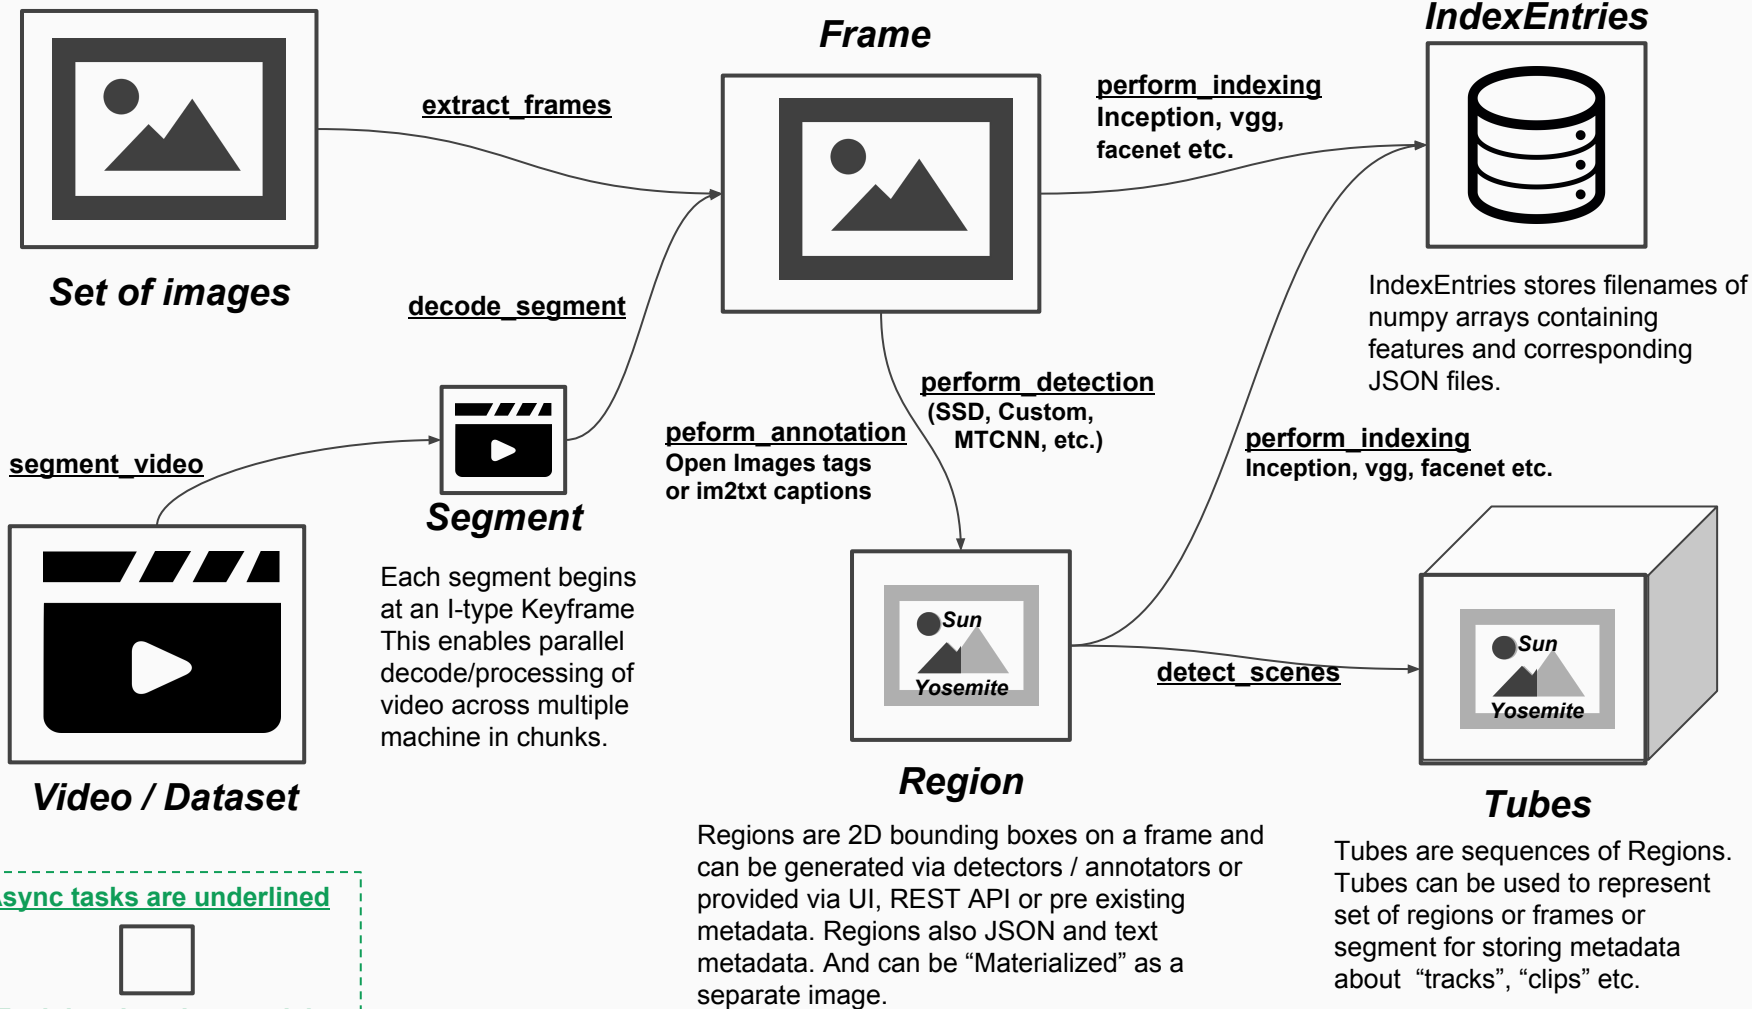 IndexEntries
Frame
extract_frames
perform_indexing
Inception, vgg,
facenet etc.
Set of images
decode_segment
IndexEntries stores filenames of
numpy arrays containing
features and corresponding
JSON files.
perform_detection
(SSD, Custom,
MTCNN, etc.)
peform_annotation
Open Images tags
or im2txt captions
perform_indexing
Inception, vgg, facenet etc.
segment_video
Segment
Each segment begins
at an I-type Keyframe
This enables parallel
decode/processing of
video across multiple
machine in chunks.
Sun
Yosemite
detect_scenes
Sun
Yosemite
Video / Dataset
Region
Regions are 2D bounding boxes on a frame and
can be generated via detectors / annotators or
provided via UI, REST API or pre existing
metadata. Regions also JSON and text
metadata. And can be “Materialized” as a
separate image.
Tubes
Tubes are sequences of Regions.
Tubes can be used to represent
set of regions or frames or
segment for storing metadata
about “tracks”, “clips” etc.
Async tasks are underlined